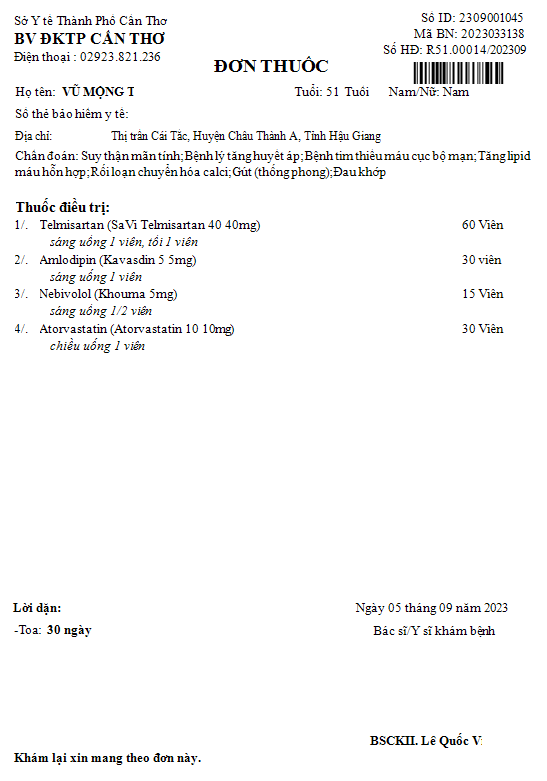 Sở Y tế Thành Phố Cần Thơ
BV ĐKTP CẦN THƠ
Điện thoại : 02923.821.236
Số ID: 2309001045
Mã BN: 2023033138
Số HĐ: R51.00014/202309
ĐƠN THUỐC
Họ tên: VŨ MỘNG T Tuổi: 51 Tuổi Nam/Nữ: Nam
Số thẻ bảo hiểm y tế:
Địa chỉ: Thị trấn Cái Tắc, Huyện Châu Thành A, Tỉnh Hậu Giang
Chẩn đoán: Suy thận mãn tính;Bệnh lý tăng huyết áp;Bệnh tim thiếu máu cục bộ mạn;Tăng lipid
máu hỗn hợp;Rối loạn chuyển hóa calci;Gút (thống phong);Đau khớp
Thuốc điều trị:
1/. Telmisartan (SaVi Telmisartan 40 40mg) 60 Viên
sáng uống 1 viên, tối 1 viên
2/. Amlodipin (Kavasdin 5 5mg) 30 viên
sáng uống 1 viên
3/. Nebivolol (Khouma 5mg) 15 Viên
sáng uống 1/2 viên
4/. Atorvastatin (Atorvastatin 10 10mg) 30 Viên
chiều uống 1 viên
Lời dặn: Ngày 05 tháng 09 năm 2023
-Toa: 30 ngày Bác sĩ/Y sĩ khám bệnh
BSCKII. Lê Quốc V
Khám lại xin mang theo đơn này.